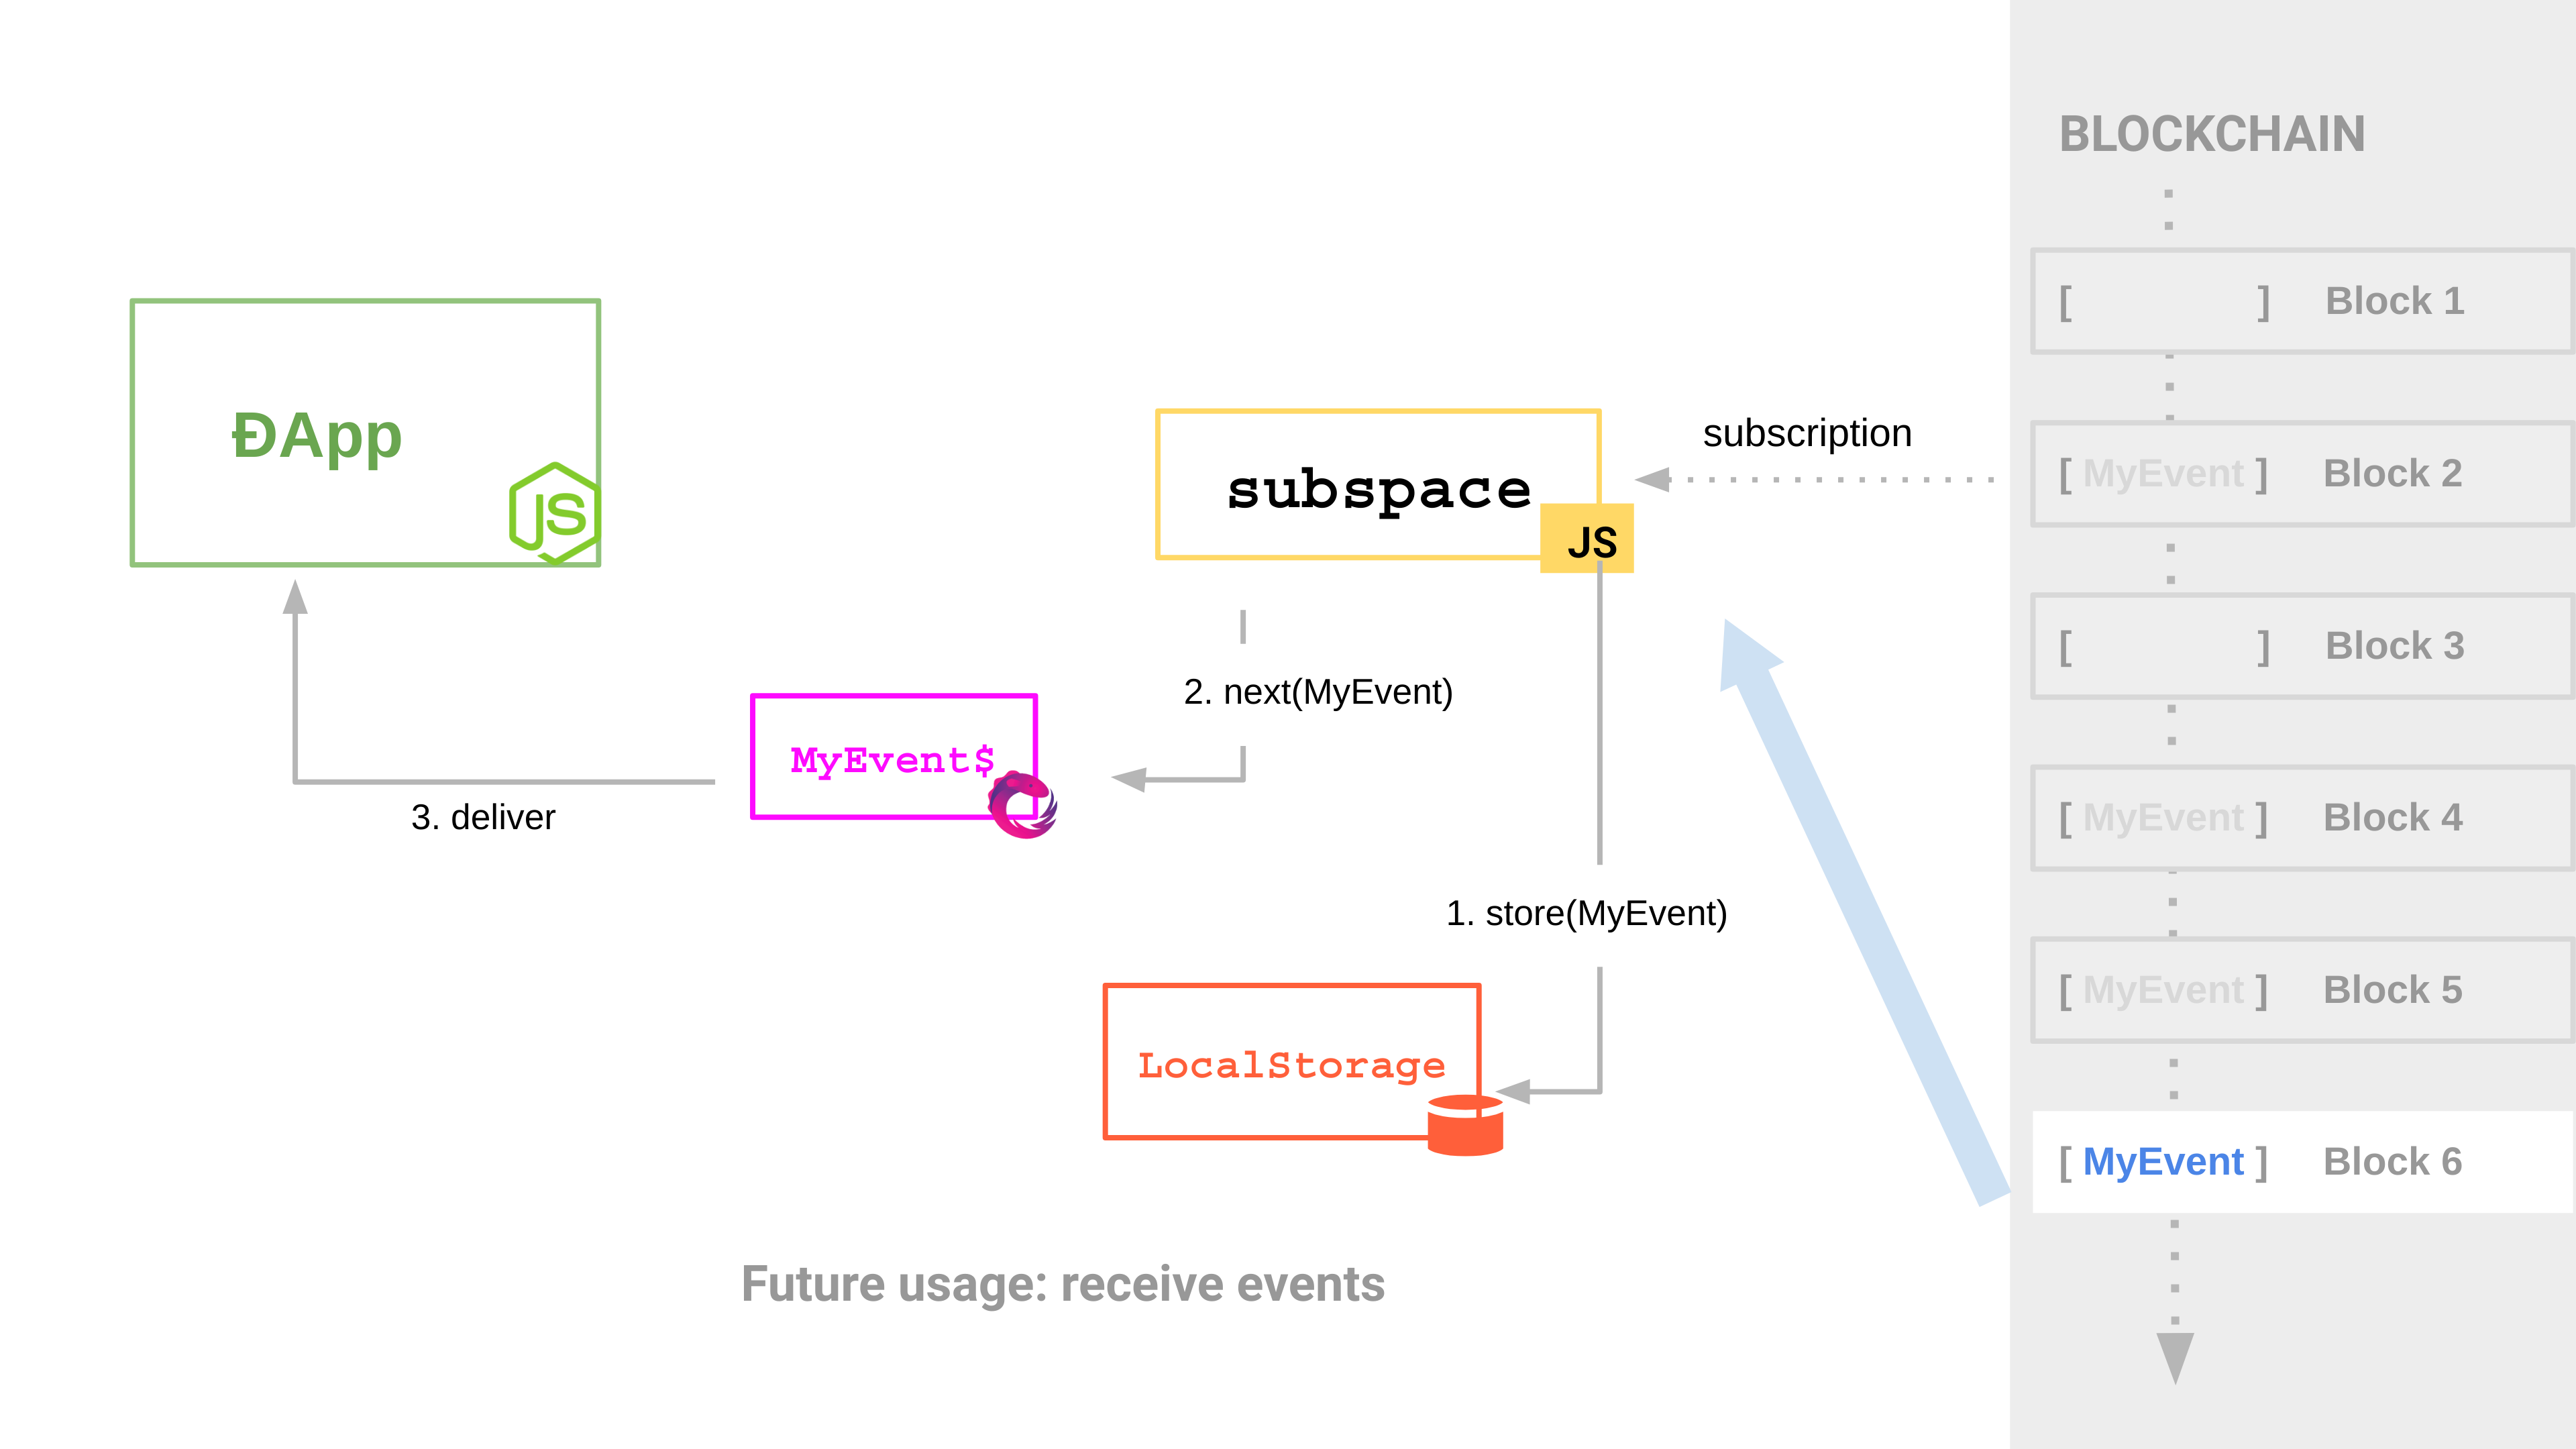 BLOCKCHAIN
[ ] Block 1
ĐApp
JS
subspace
JS
subscription
[ MyEvent ] Block 2
[ ] Block 3
2. next(MyEvent)
MyEvent$
3. deliver
[ MyEvent ] Block 4
1. store(MyEvent)
[ MyEvent ] Block 5
LocalStorage
[ MyEvent ] Block 6
Future usage: receive events